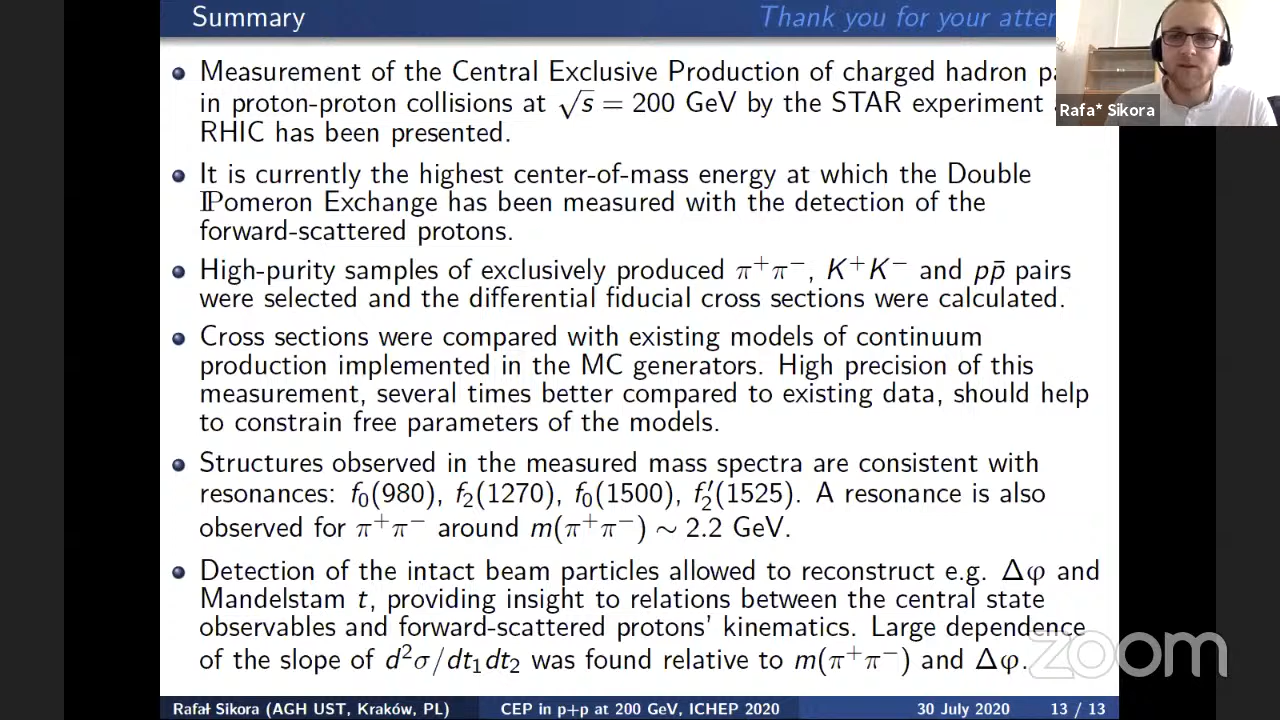 Summary
Thank you for your atte
Measurement of the Central Exclusive Production of charged hadron pa
in proton-proton collisions at √s = 200 GeV by the STAR experiment
Rafa* Sikora
RHIC has been presented.
It is currently the highest center-of-mass energy at which the Double
ℙomeron Exchange has been measured with the detection of the
forward-scattered protons.
High-purity samples of exclusively produced π⁺π⁻, K⁺K⁻ and pp̄ pairs
were selected and the differential fiducial cross sections were calculated.
Cross sections were compared with existing models of continuum
production implemented in the MC generators. High precision of this
measurement, several times better compared to existing data, should help
to constrain free parameters of the models.
Structures observed in the measured mass spectra are consistent with
resonances: f₀(980), f₂(1270), f₀(1500), f₂′(1525). A resonance is also
observed for π⁺π⁻ around m(π⁺π⁻) ∼ 2.2 GeV.
Detection of the intact beam particles allowed to reconstruct e.g. Δφ and
Mandelstam t, providing insight to relations between the central state
observables and forward-scattered protons' kinematics. Large dependence
of the slope of d²σ/dt₁dt₂ was found relative to m(π⁺π⁻) and Δφ.
zoom
Rafał Sikora (AGH UST, Kraków, PL)
CEP in p+p at 200 GeV, ICHEP 2020
30 July 2020
13 / 13